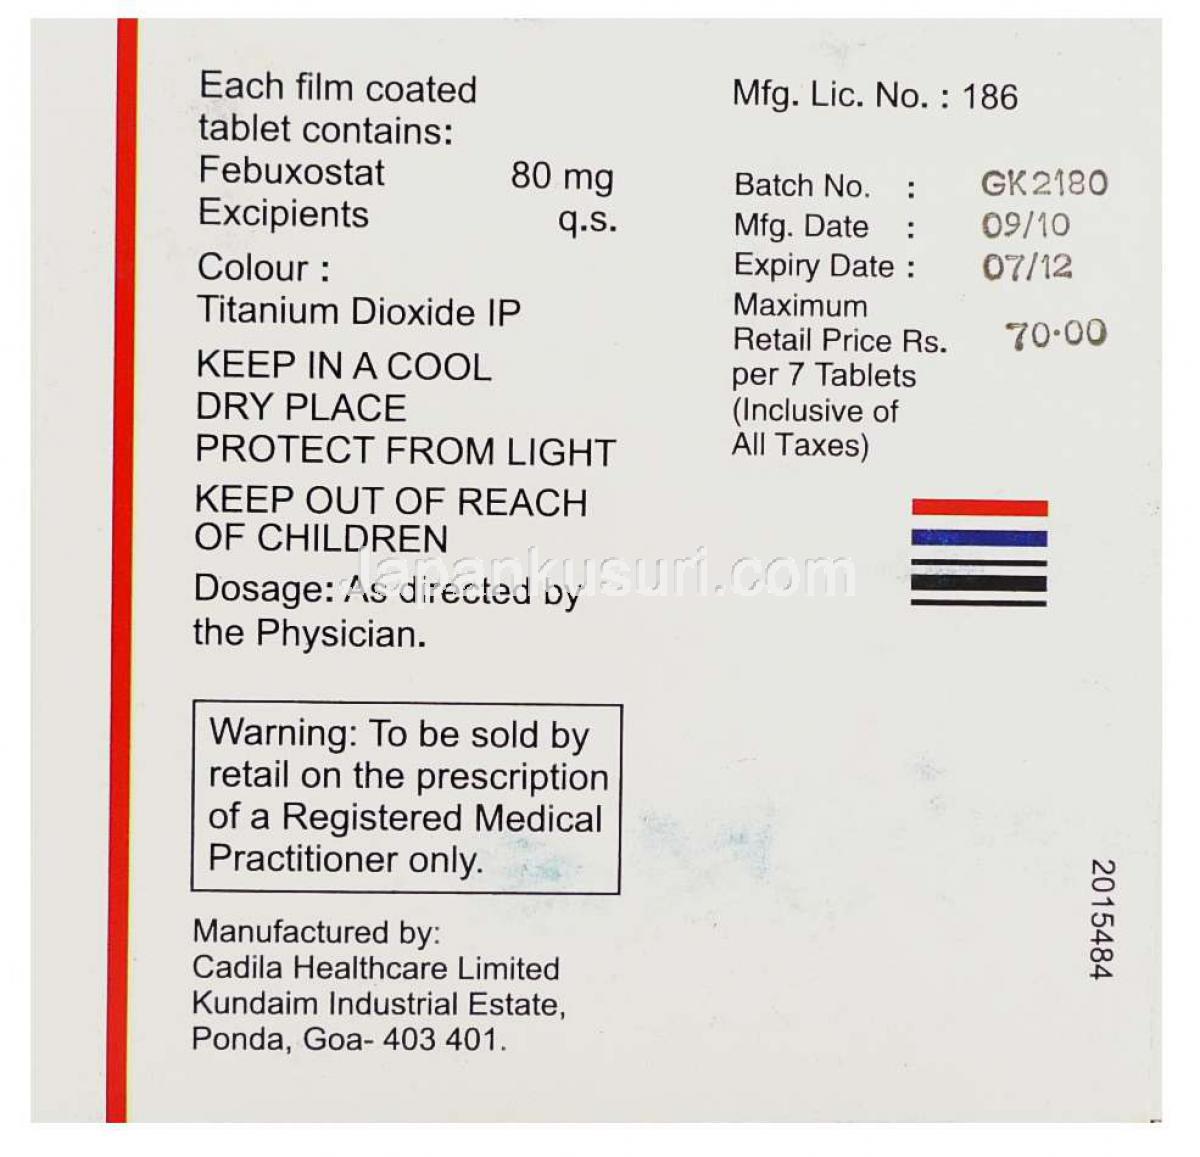 Each film coated
tablet contains:
Febuxostat 80 mg
Excipients q.s.
Colour :
Titanium Dioxide IP
KEEP IN A COOL
DRY PLACE
PROTECT FROM LIGHT
KEEP OUT OF REACH
OF CHILDREN
Dosage: As directed by
the Physician.
Warning: To be sold by
retail on the prescription
of a Registered Medical
Practitioner only.
Manufactured by:
Cadila Healthcare Limited
Kundaim Industrial Estate,
Ponda, Goa- 403 401.
Mfg. Lic. No. : 186
Batch No. : GK2180
Mfg. Date : 09/10
Expiry Date : 07/12
Maximum
Retail Price Rs. 70.00
per 7 Tablets
(Inclusive of
All Taxes)
Japankusuri.com
2015484